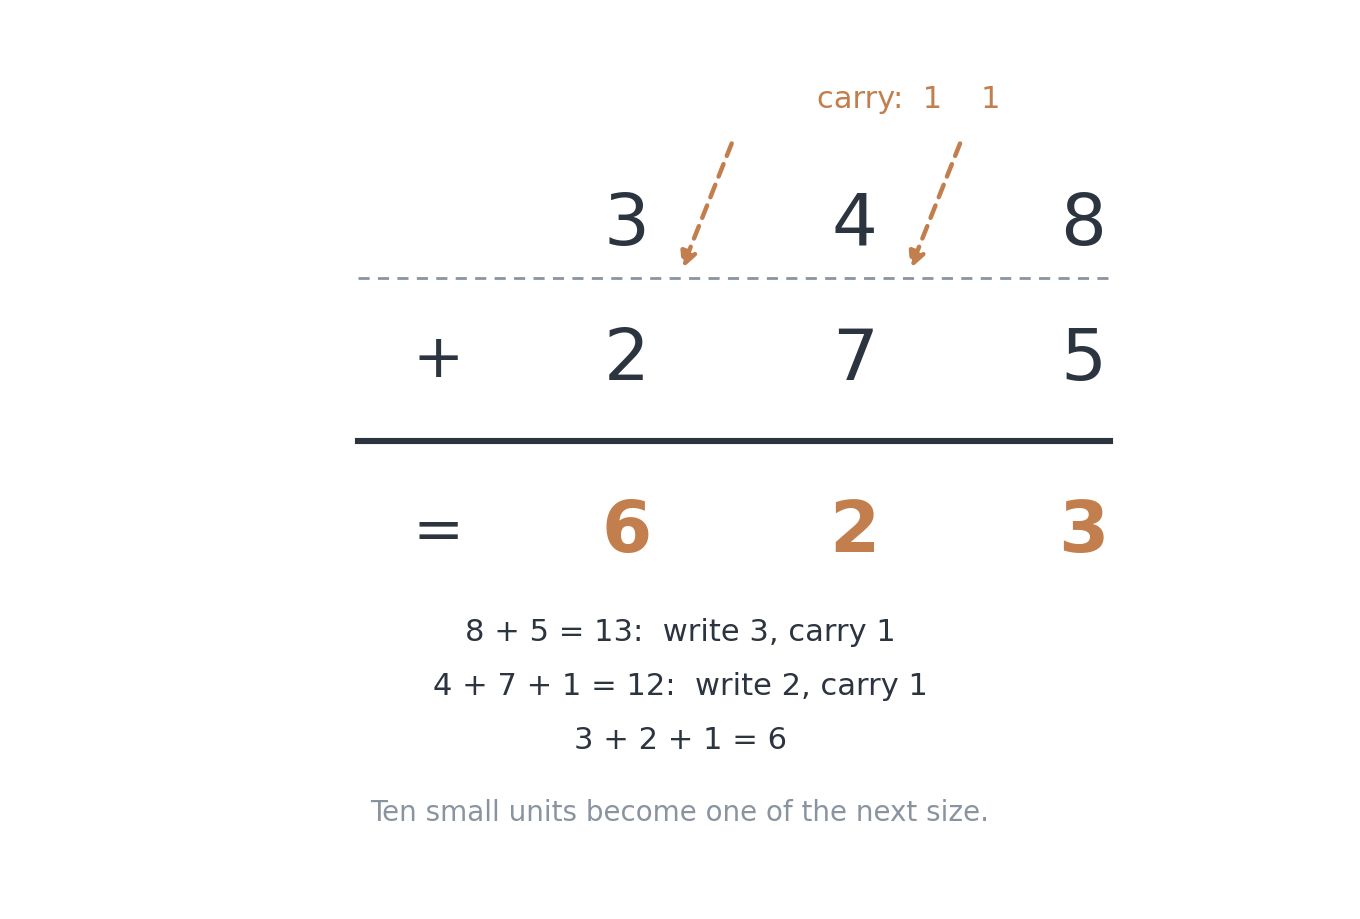 carry:  1    1
3 4 8
+ 2 7 5
= 6 2 3
8 + 5 = 13:  write 3, carry 1
4 + 7 + 1 = 12:  write 2, carry 1
3 + 2 + 1 = 6
Ten small units become one of the next size.